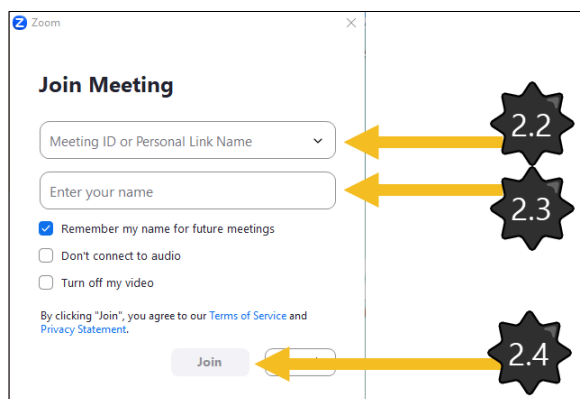 Zoom
Join Meeting
Meeting ID or Personal Link Name
2.2
Enter your name
2.3
Remember my name for future meetings
Don't connect to audio
Turn off my video
By clicking "Join", you agree to our Terms of Service and
Privacy Statement.
Join
2.4